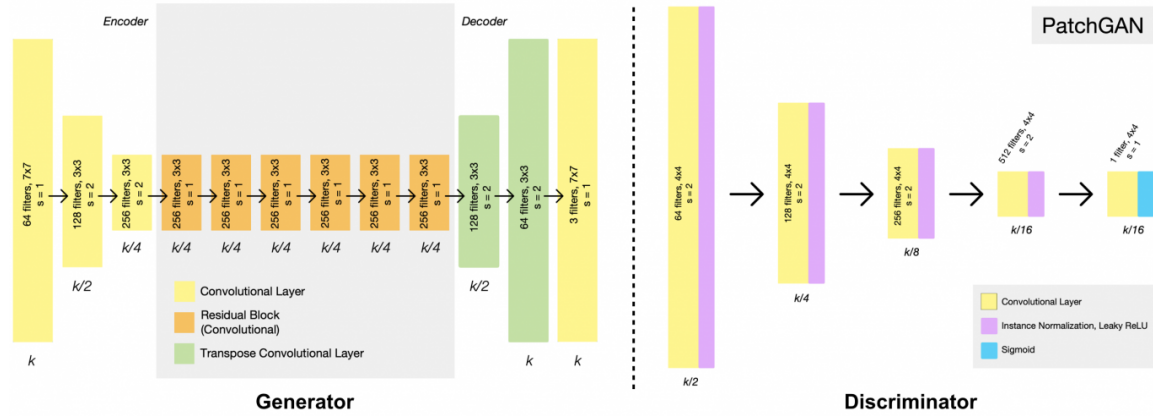 Encoder
Decoder
64 filters, 7x7
s = 1
128 filters, 3x3
s = 2
256 filters, 3x3
s = 2
256 filters, 3x3
s = 1
256 filters, 3x3
s = 1
256 filters, 3x3
s = 1
256 filters, 3x3
s = 1
256 filters, 3x3
s = 1
256 filters, 3x3
s = 1
128 filters, 3x3
s = 2
64 filters, 3x3
s = 2
3 filters, 7x7
s = 1
k
k/2
k/4
k/4
k/4
k/4
k/4
k/4
k/4
k/2
k
k
Convolutional Layer
Residual Block
(Convolutional)
Transpose Convolutional Layer
Generator
PatchGAN
64 filters, 4x4
s = 2
128 filters, 4x4
s = 2
256 filters, 4x4
s = 2
512 filters, 4x4
s = 2
1 filter, 4x4
s = 1
k/2
k/4
k/8
k/16
k/16
Convolutional Layer
Instance Normalization, Leaky ReLU
Sigmoid
Discriminator